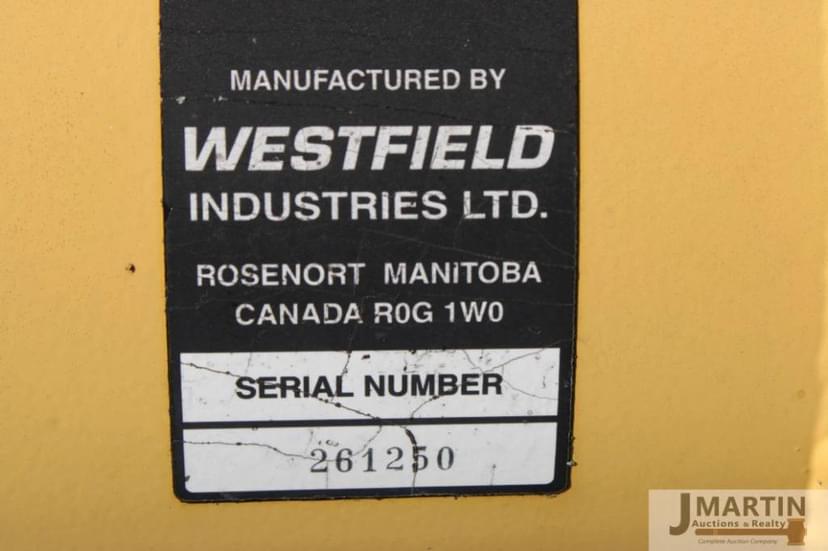 MANUFACTURED BY
WESTFIELD
INDUSTRIES LTD.
ROSENORT MANITOBA
CANADA R0G 1W0
SERIAL NUMBER
261250
J MARTIN
Auctions & Realty
Complete Auction Company